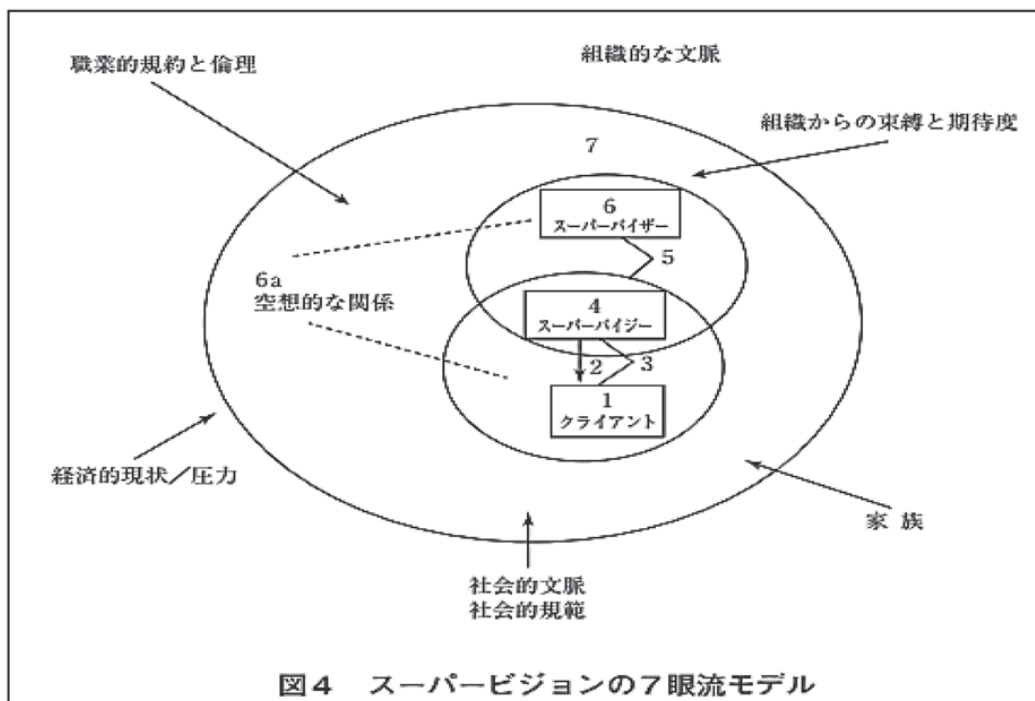 組織的な文脈
職業的規約と倫理
組織からの束縛と期待度
7
6
スーパーバイザー
5
6a
空想的な関係
4
スーパーバイジー
2
3
1
クライアント
経済的現状／圧力
家 族
社会的文脈
社会的規範
図4 スーパービジョンの7眼流モデル